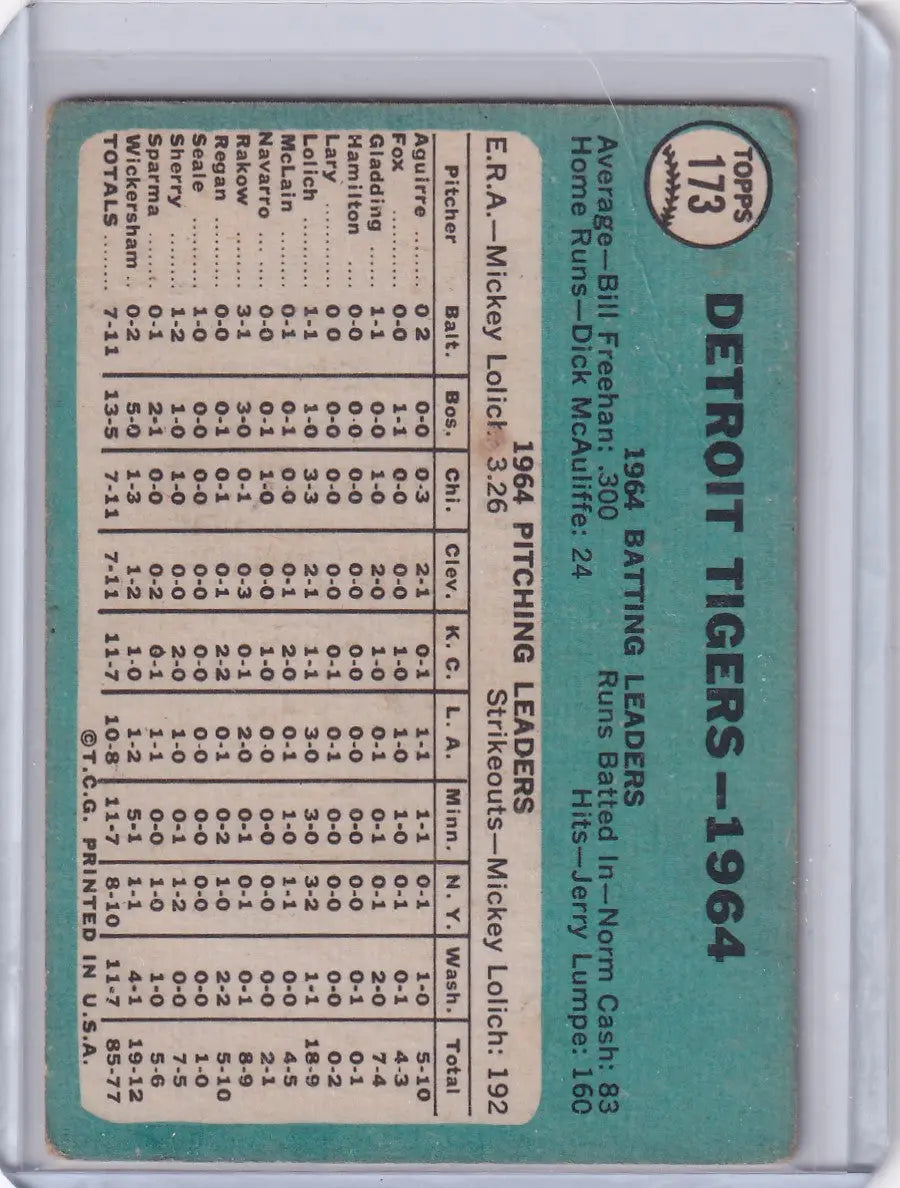 TOPPS
173
DETROIT TIGERS—1964
1964 BATTING LEADERS
Average—Bill Freehan: .300 Runs Batted In—Norm Cash: 83
Home Runs—Dick McAuliffe: 24 Hits—Jerry Lumpe: 160
1964 PITCHING LEADERS
E.R.A.—Mickey Lolich 3.26 Strikeouts—Mickey Lolich: 192
Pitcher Balt. Bos. Chi. Clev. K. C. L. A. Minn. N. Y. Wash. Total
Aguirre ...... 0 2 0-0 0-3 2-1 0-1 1-1 1-1 0-1 1-0 5-10
Fox ...... 0-0 1-1 0-0 0-0 1-0 1-0 1-0 0-1 0-1 4-3
Gladding ...... 1-1 0-0 1-0 2-0 1-0 0-1 0-1 0-1 2-0 7-4
Hamilton .... 0-0 0-0 0-0 0-0 0-0 0-0 0-0 0-0 0-1 0-1
Lary ...... 0 0 0-0 0-0 0-0 0-1 0-0 0-0 0-0 0-0 0-2
Lolich ...... 1-1 1-0 3-3 2-1 1-1 3-0 3-0 3-2 1-1 18-9
McLain ...... 0-1 0-1 0-0 0-1 2-0 0-1 1-0 1-1 0-0 4-5
Navarro .... 0-0 0-1 1-0 0-0 1-0 0-0 0-0 0-0 0-0 2-1
Rakow ...... 3-1 3-0 0-1 0-3 0-1 2-0 0-1 0-1 0-1 8-9
Regan ...... 0-0 0-1 0-1 0-1 2-2 0-1 0-2 1-0 2-2 5-10
Seale ...... 1-0 0-0 0-0 0-0 0-0 0-0 0-0 0-0 0-0 1-0
Sherry ...... 1-2 1-0 1-0 0-0 2-0 1-0 0-1 1-2 0-0 7-5
Sparma ...... 0-1 2-1 0-0 0-2 0-1 1-1 0-0 1-0 1-0 5-6
Wickersham .. 0-2 5-0 1-3 1-2 1-0 1-2 5-1 1-1 4-1 19-12
TOTALS ...... 7-11 13-5 7-11 7-11 11-7 10-8 11-7 8-10 11-7 85-77
©T.C.G. PRINTED IN U.S.A.